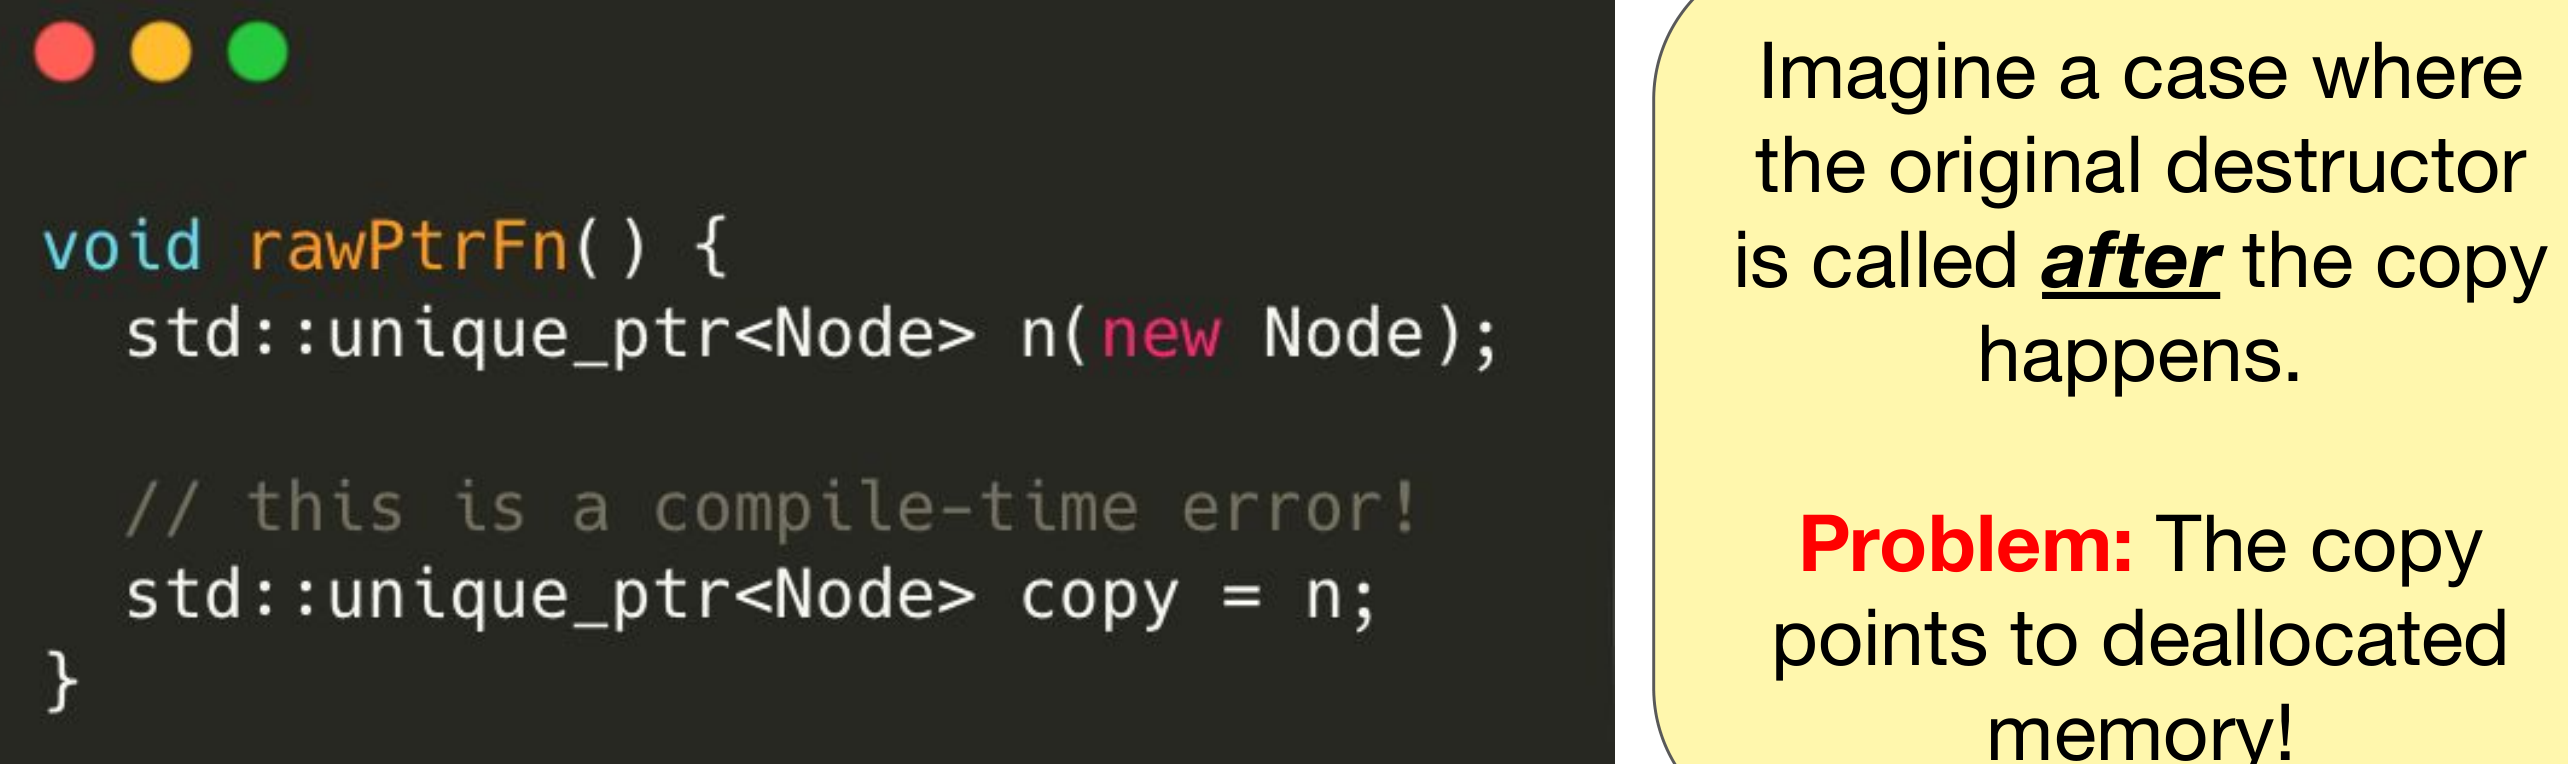 void rawPtrFn() {
  std::unique_ptr<Node> n(new Node);
  // this is a compile-time error!
  std::unique_ptr<Node> copy = n;
}
Imagine a case where
the original destructor
is called after the copy
happens.
Problem: The copy
points to deallocated
memory!